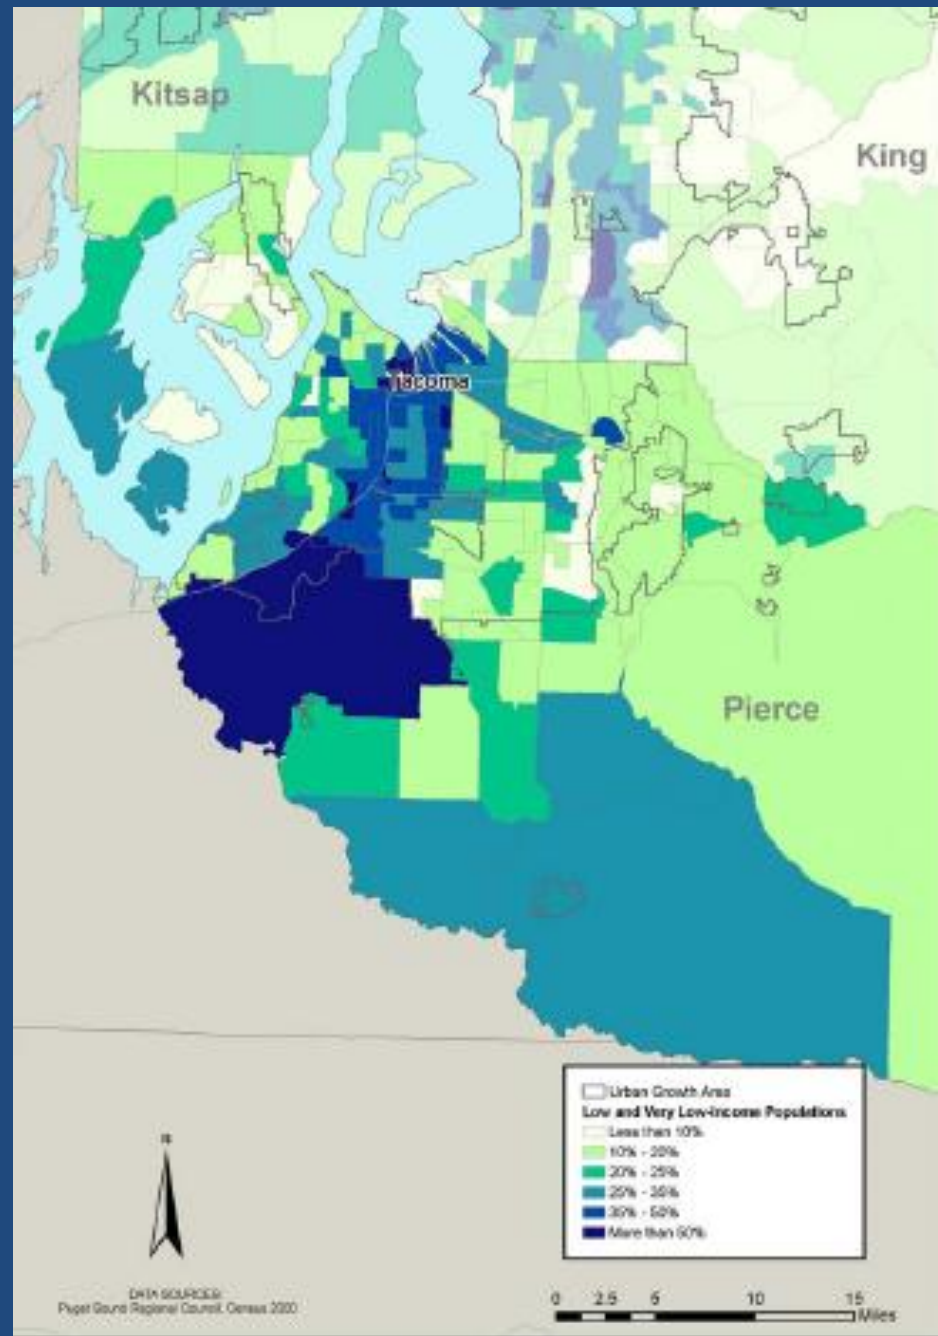 Kitsap
King
Tacoma
Pierce
Urban Growth Area
Low and Very Low-Income Populations
Less than 10%
10% - 20%
20% - 25%
25% - 35%
35% - 50%
More than 50%
N
DATA SOURCES:
Puget Sound Regional Council, Census 2000
0 2.5 5 10 15
Miles